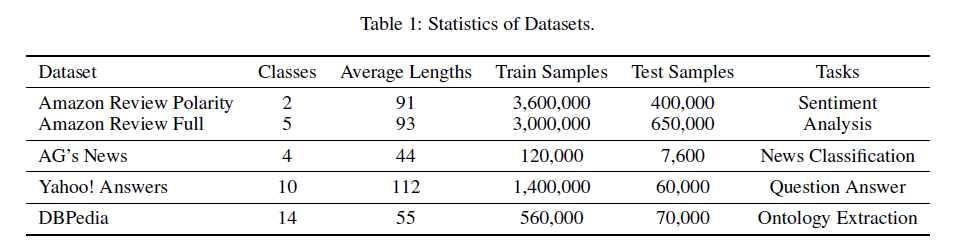 Table 1: Statistics of Datasets.
Dataset Classes Average Lengths Train Samples Test Samples Tasks
Amazon Review Polarity 2 91 3,600,000 400,000 Sentiment
Amazon Review Full 5 93 3,000,000 650,000 Analysis
AG's News 4 44 120,000 7,600 News Classification
Yahoo! Answers 10 112 1,400,000 60,000 Question Answer
DBPedia 14 55 560,000 70,000 Ontology Extraction